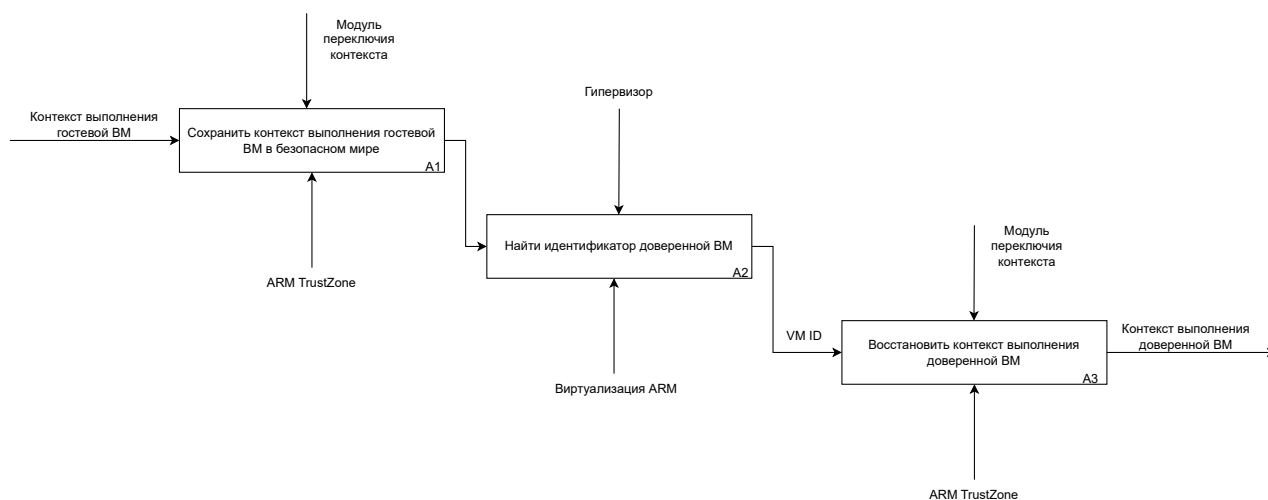 Модуль
переключия
контекста
Гипервизор
Контекст выполнения
гостевой ВМ
Сохранить контекст выполнения гостевой
ВМ в безопасном мире
A1
Найти идентификатор доверенной ВМ
A2
Модуль
переключия
контекста
ARM TrustZone
VM ID
Восстановить контекст выполнения
доверенной ВМ
A3
Контекст выполнения
доверенной ВМ
Виртуализация ARM
ARM TrustZone